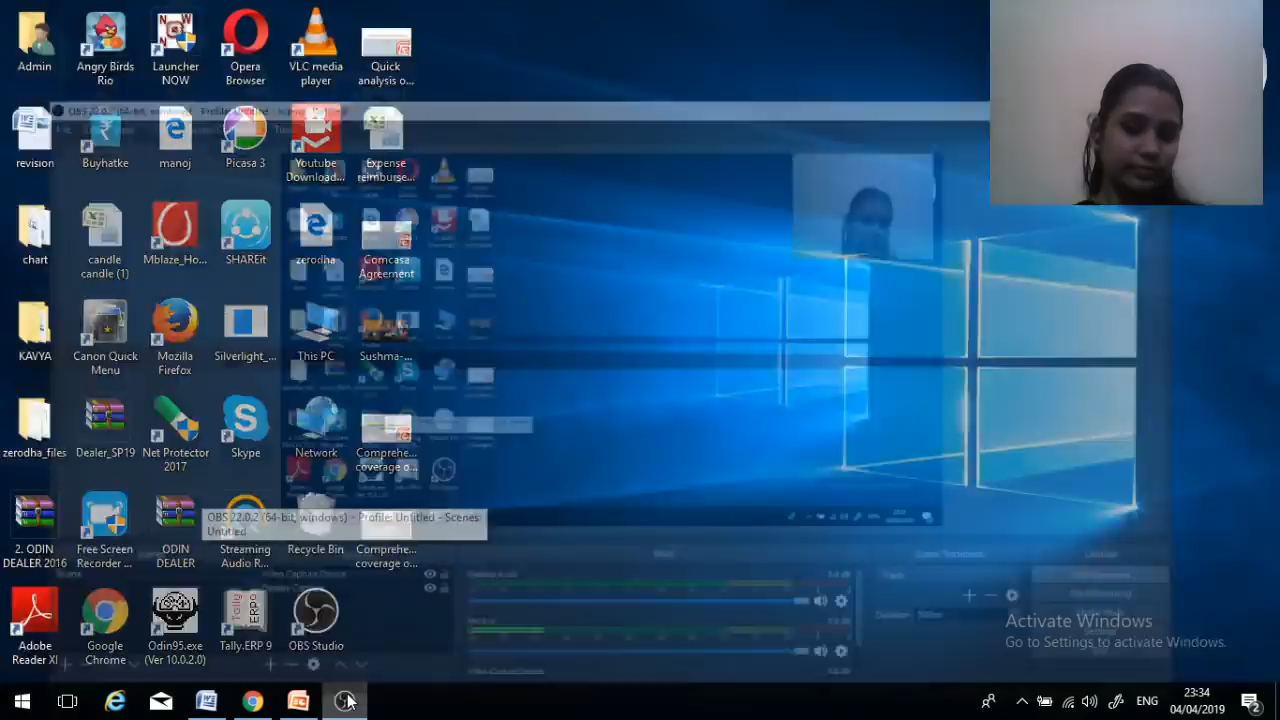 Admin
Angry Birds
Rio
Launcher
NOW
Opera
Browser
VLC media
player
Quick
analysis o...
revision
Buyhatke
manoj
Picasa 3
Youtube
Download...
Expense
reimburse...
chart
candle
candle (1)
Mblaze_Ho...
SHAREit
zerodha
Comcasa
Agreement
KAVYA
Canon Quick
Menu
Mozilla
Firefox
Silverlight_...
This PC
Sushma-...
zerodha_files
Dealer_SP19
Net Protector
2017
Skype
Network
Comprehe...
coverage o...
2. ODIN
DEALER 2016
Free Screen
Recorder ...
ODIN
DEALER
Streaming
Audio R...
Recycle Bin
Comprehe...
coverage o...
OBS 22.0.2 (64-bit, windows) - Profile: Untitled - Scenes:
Untitled
Adobe
Reader XI
Google
Chrome
Odin95.exe
(Ver 10.0.2.0)
Tally.ERP 9
OBS Studio
Activate Windows
Go to Settings to activate Windows.
ENG
23:34
04/04/2019
2